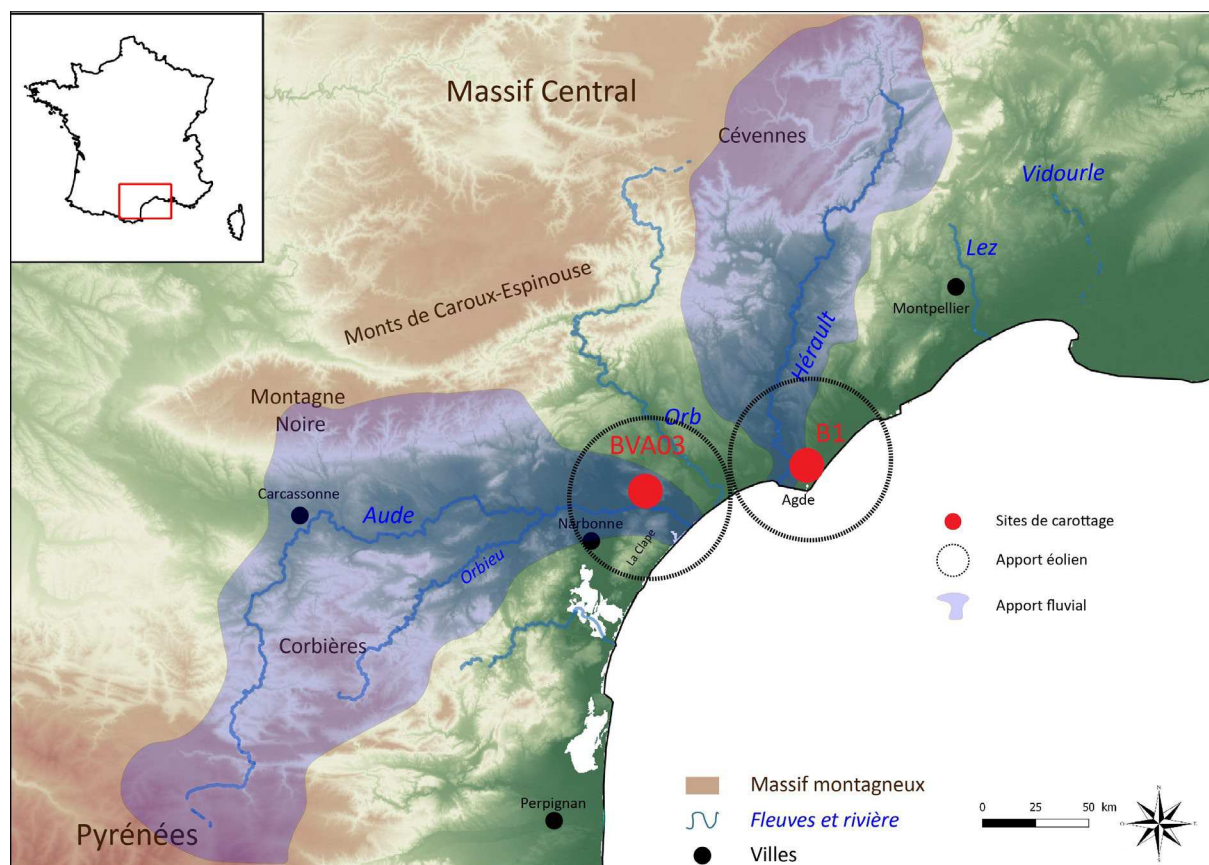 Massif Central
Cévennes
Vidourle
Lez
Montpellier
Monts de Caroux-Espinouse
Hérault
Montagne
Noire
Orb
BVA03
B1
Agde
Carcassonne
Aude
Narbonne
La Clape
Orbieu
Corbières
Sites de carottage
Apport éolien
Apport fluvial
Perpignan
Pyrénées
Massif montagneux
Fleuves et rivière
Villes
0 25 50 km
N
O
E
S